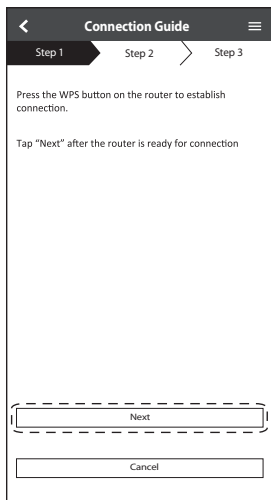 Connection Guide
Step 1 Step 2 Step 3
Press the WPS button on the router to establish
connection.
Tap “Next” after the router is ready for connection
Next
Cancel